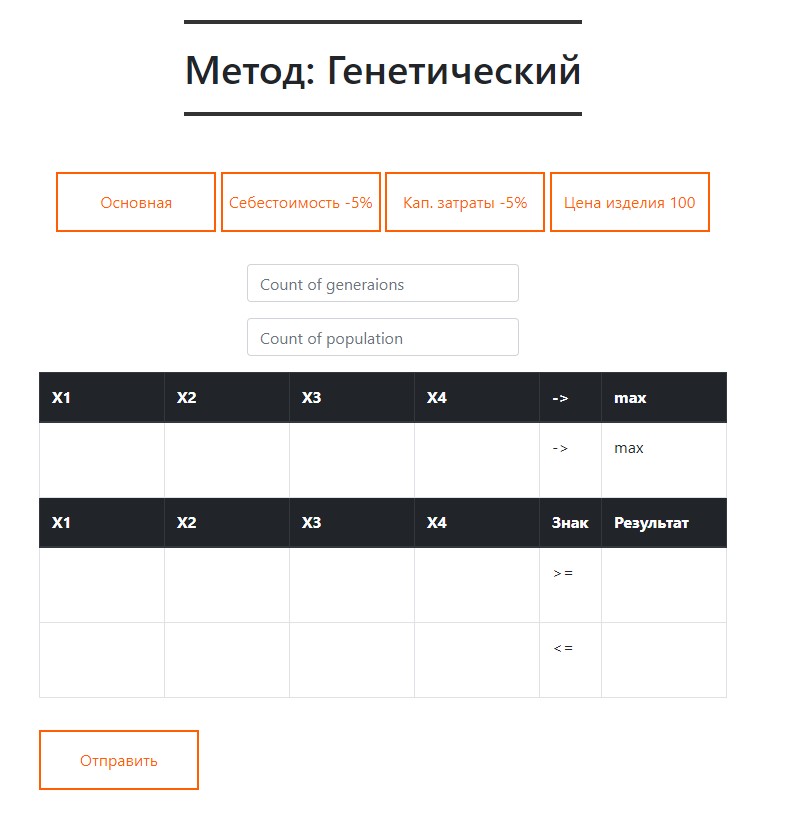 Метод: Генетический
Основная Себестоимость -5% Кап. затраты -5% Цена изделия 100
Count of generaions
Count of population
X1 X2 X3 X4 -> max
-> max
X1 X2 X3 X4 Знак Результат
>=
<=
Отправить